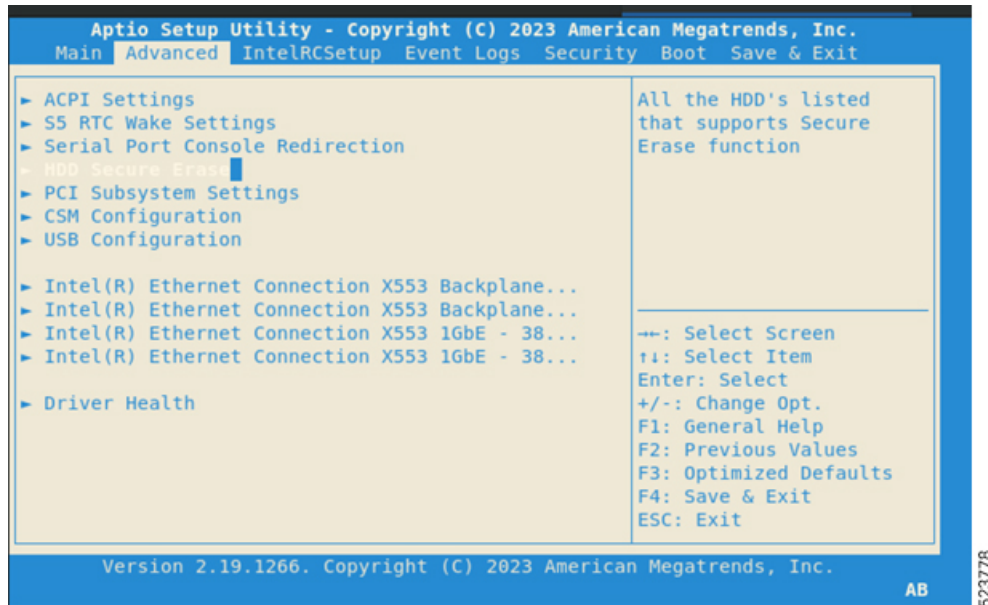 Aptio Setup Utility - Copyright (C) 2023 American Megatrends, Inc.
Main Advanced IntelRCSetup Event Logs Security Boot Save & Exit
► ACPI Settings
► S5 RTC Wake Settings
► Serial Port Console Redirection
► HDD Secure Erase
► PCI Subsystem Settings
► CSM Configuration
► USB Configuration
► Intel(R) Ethernet Connection X553 Backplane...
► Intel(R) Ethernet Connection X553 Backplane...
► Intel(R) Ethernet Connection X553 1GbE - 38...
► Intel(R) Ethernet Connection X553 1GbE - 38...
► Driver Health
All the HDD's listed
that supports Secure
Erase function
→←: Select Screen
↑↓: Select Item
Enter: Select
+/-: Change Opt.
F1: General Help
F2: Previous Values
F3: Optimized Defaults
F4: Save & Exit
ESC: Exit
Version 2.19.1266. Copyright (C) 2023 American Megatrends, Inc.
AB
523778